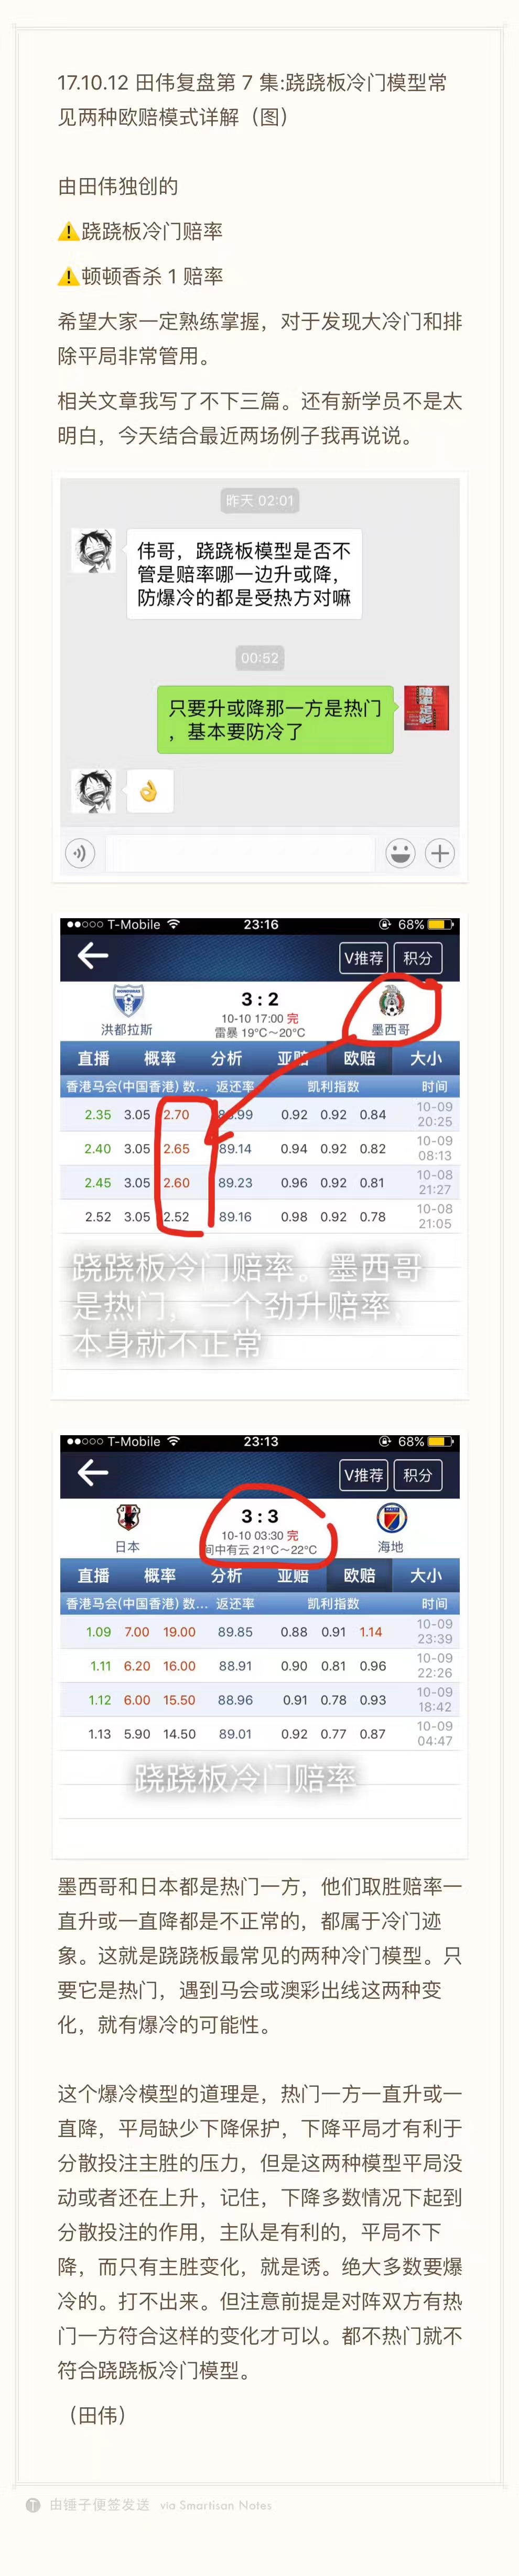 17.10.12 田伟复盘第 7 集:跷跷板冷门模型常
见两种欧赔模式详解（图）
由田伟独创的
⚠️跷跷板冷门赔率
⚠️顿顿香杀 1 赔率
希望大家一定熟练掌握，对于发现大冷门和排
除平局非常管用。
相关文章我写了不下三篇。还有新学员不是太
明白，今天结合最近两场例子我再说说。
昨天 02:01
伟哥，跷跷板模型是否不
管是赔率哪一边升或降，
防爆冷的都是受热方对嘛
00:52
只要升或降那一方是热门
，基本要防冷了
👌
T-Mobile 23:16 68%
V推荐 积分
洪都拉斯 3 : 2 墨西哥
10-10 17:00 完
雷暴 19°C～20°C
直播 概率 分析 亚赔 欧赔 大小
香港马会(中国香港) 数... 返还率 凯利指数 时间
2.35 3.05 2.70 .99 0.92 0.92 0.84 10-09 20:25
2.40 3.05 2.65 89.14 0.94 0.92 0.82 10-09 08:13
2.45 3.05 2.60 89.23 0.96 0.92 0.81 10-08 21:27
2.52 3.05 2.52 89.16 0.98 0.92 0.78 10-08 21:05
跷跷板冷门赔率。墨西哥
是热门，一个劲升赔率，
本身就不正常
T-Mobile 23:13 68%
V推荐 积分
日本 3 : 3 海地
10-10 03:30 完
间中有云 21°C～22°C
直播 概率 分析 亚赔 欧赔 大小
香港马会(中国香港) 数... 返还率 凯利指数 时间
1.09 7.00 19.00 89.85 0.88 0.91 1.14 10-09 23:39
1.11 6.20 16.00 88.91 0.90 0.81 0.96 10-09 22:26
1.12 6.00 15.50 88.96 0.91 0.78 0.93 10-09 18:42
1.13 5.90 14.50 89.01 0.92 0.77 0.87 10-09 04:47
跷跷板冷门赔率
墨西哥和日本都是热门一方，他们取胜赔率一
直升或一直降都是不正常的，都属于冷门迹
象。这就是跷跷板最常见的两种冷门模型。只
要它是热门，遇到马会或澳彩出线这两种变
化，就有爆冷的可能性。
这个爆冷模型的道理是，热门一方一直升或一
直降，平局缺少下降保护，下降平局才有利于
分散投注主胜的压力，但是这两种模型平局没
动或者还在上升，记住，下降多数情况下起到
分散投注的作用，主队是有利的，平局不下
降，而只有主胜变化，就是诱。绝大多数要爆
冷的。打不出来。但注意前提是对阵双方有热
门一方符合这样的变化才可以。都不热门就不
符合跷跷板冷门模型。
（田伟）
由锤子便签发送 via Smartisan Notes